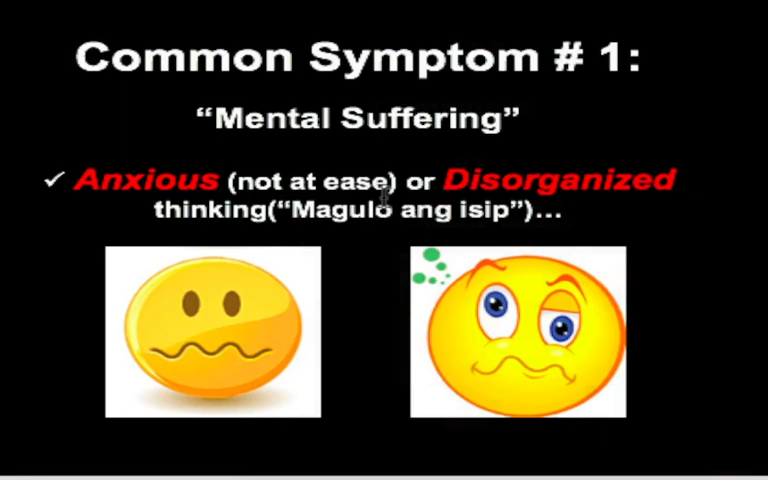 Common Symptom # 1:
“Mental Suffering”
✓ Anxious (not at ease) or Disorganized
thinking(“Magulo ang isip”)...